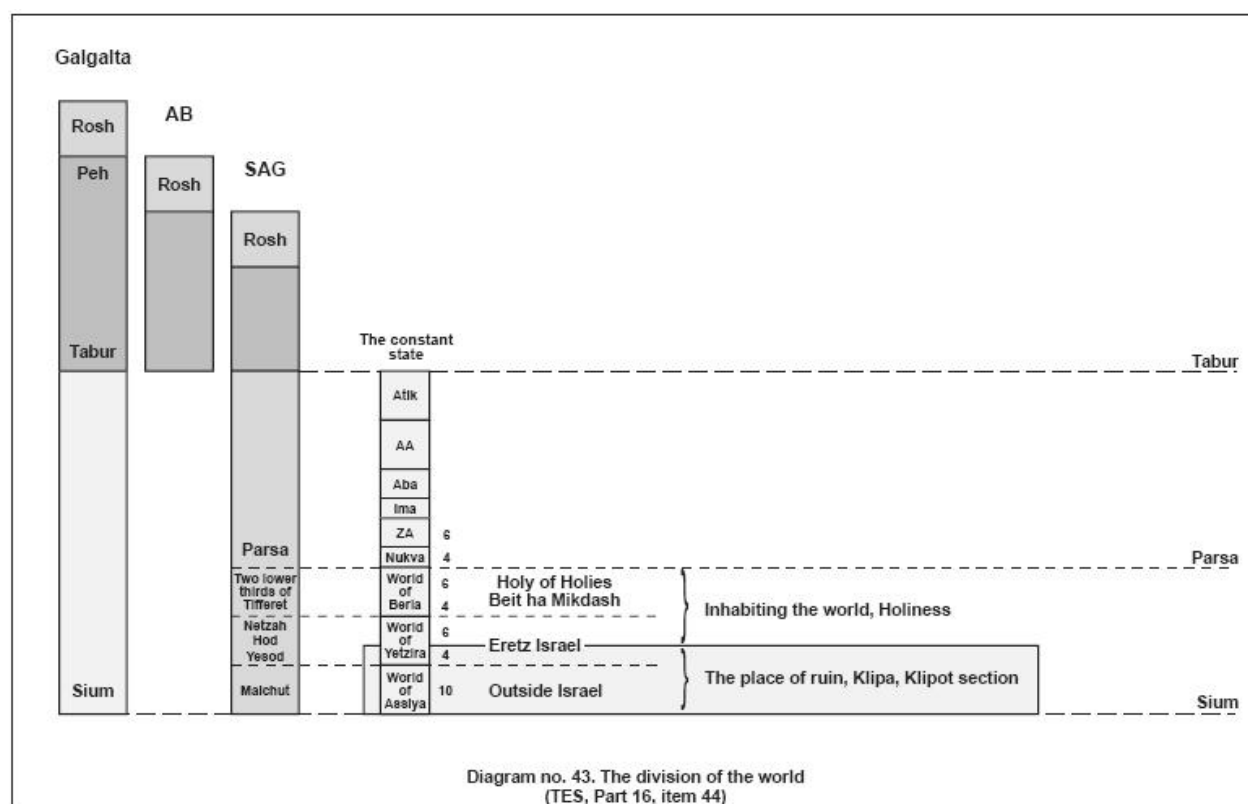 Galgalta
AB
SAG
Rosh
Peh
Tabur
Sium
Rosh
Rosh
Parsa
Two lower
thirds of
Tifferet
Netzah
Hod
Yesod
Malchut
The constant
state
Atik
AA
Aba
Ima
ZA 6
Nukva 4
World
of
Beria
6
4
World
of
Yetzira
6
4
World
of
Assiya
10
Holy of Holies
Beit ha Mikdash
Eretz Israel
Outside Israel
Inhabiting the world, Holiness
The place of ruin, Klipa, Klipot section
Tabur
Parsa
Sium
Diagram no. 43. The division of the world
(TES, Part 16, item 44)